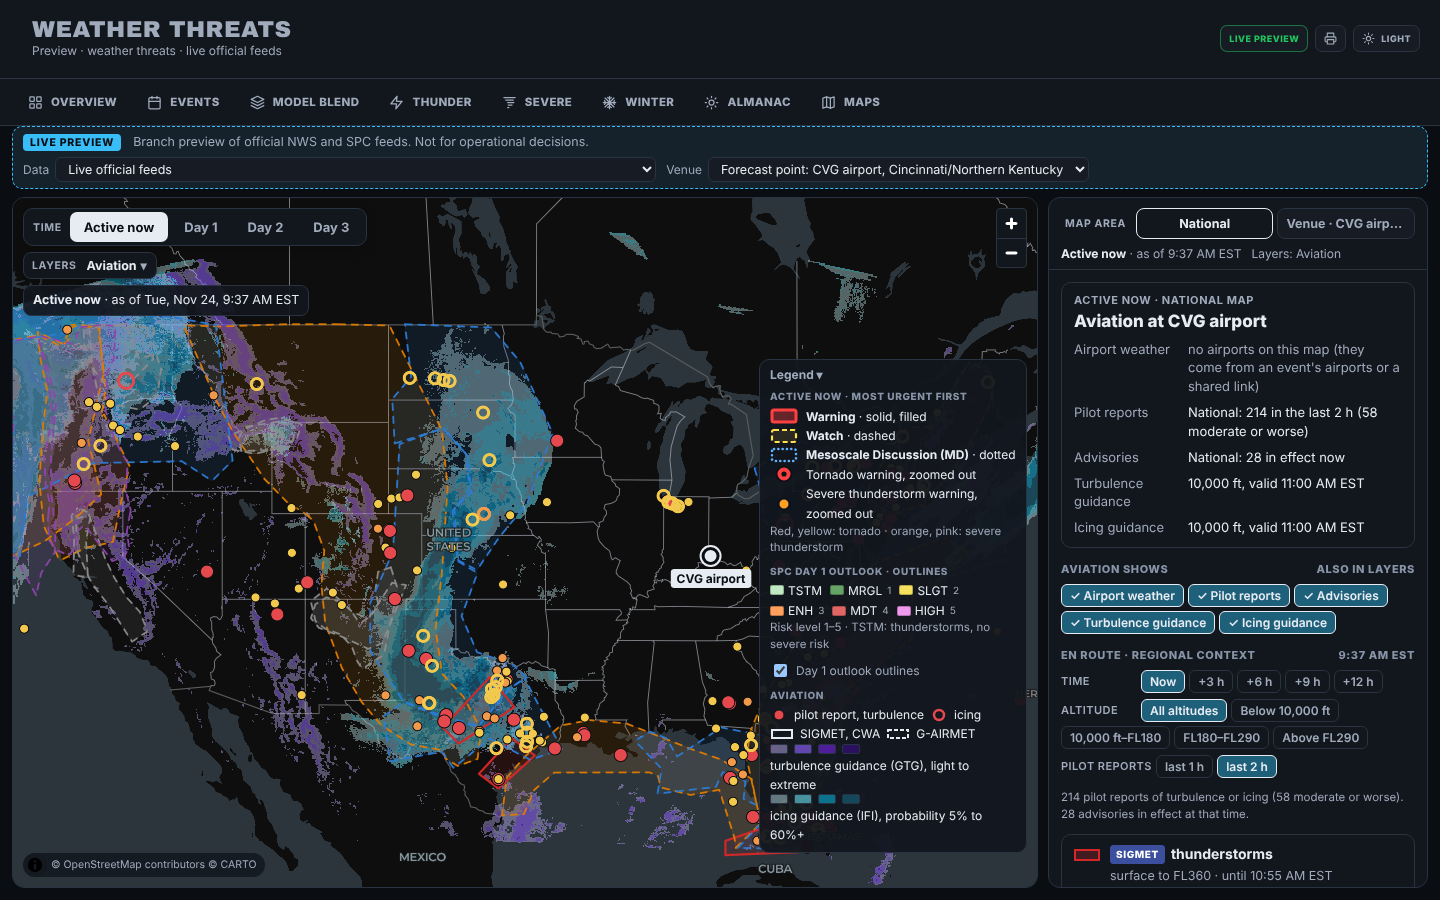 WEATHER THREATS
Preview · weather threats · live official feeds
LIVE PREVIEW
LIGHT
OVERVIEW
EVENTS
MODEL BLEND
THUNDER
SEVERE
WINTER
ALMANAC
MAPS
LIVE PREVIEW Branch preview of official NWS and SPC feeds. Not for operational decisions.
Data Live official feeds
Venue Forecast point: CVG airport, Cincinnati/Northern Kentucky
TIME Active now Day 1 Day 2 Day 3
LAYERS Aviation ▾
Active now · as of Tue, Nov 24, 9:37 AM EST
+
−
UNITED
STATES
CVG airport
MEXICO
CUBA
ER
© OpenStreetMap contributors © CARTO
Legend ▾
ACTIVE NOW · MOST URGENT FIRST
Warning · solid, filled
Watch · dashed
Mesoscale Discussion (MD) · dotted
Tornado warning, zoomed out
Severe thunderstorm warning,
zoomed out
Red, yellow: tornado · orange, pink: severe
thunderstorm
SPC DAY 1 OUTLOOK · OUTLINES
TSTM MRGL 1 SLGT 2
ENH 3 MDT 4 HIGH 5
Risk level 1–5 · TSTM: thunderstorms, no
severe risk
Day 1 outlook outlines
AVIATION
pilot report, turbulence icing
SIGMET, CWA G-AIRMET
turbulence guidance (GTG), light to
extreme
icing guidance (IFI), probability 5% to
60%+
MAP AREA National Venue · CVG airp...
Active now · as of 9:37 AM EST Layers: Aviation
ACTIVE NOW · NATIONAL MAP
Aviation at CVG airport
Airport weather no airports on this map (they
come from an event's airports or a
shared link)
Pilot reports National: 214 in the last 2 h (58
moderate or worse)
Advisories National: 28 in effect now
Turbulence 10,000 ft, valid 11:00 AM EST
guidance
Icing guidance 10,000 ft, valid 11:00 AM EST
AVIATION SHOWS ALSO IN LAYERS
✓ Airport weather ✓ Pilot reports ✓ Advisories
✓ Turbulence guidance ✓ Icing guidance
EN ROUTE · REGIONAL CONTEXT 9:37 AM EST
TIME Now +3 h +6 h +9 h +12 h
ALTITUDE All altitudes Below 10,000 ft
10,000 ft–FL180 FL180–FL290 Above FL290
PILOT REPORTS last 1 h last 2 h
214 pilot reports of turbulence or icing (58 moderate or worse).
28 advisories in effect at that time.
SIGMET thunderstorms
surface to FL360 · until 10:55 AM EST